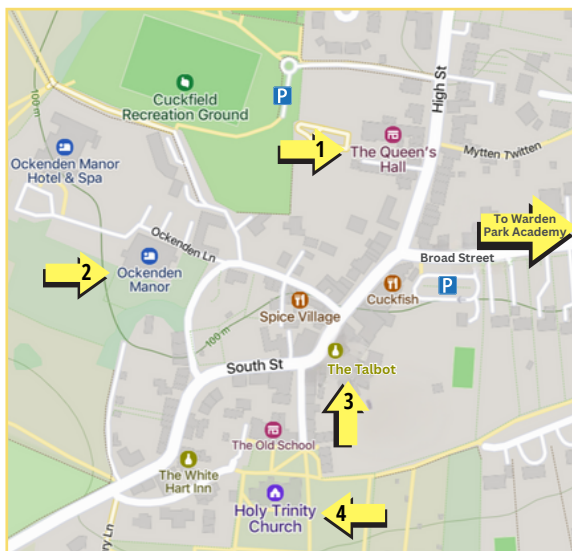 Cuckfield
Recreation Ground
P
High St
1
The Queen's
Hall
Mytten Twitten
Ockenden Manor
Hotel & Spa
To Warden
Park Academy
Ockenden Ln
100 m
2
Ockenden
Manor
Broad Street
P
Cuckfish
Spice Village
100 m
South St
The Talbot
3
The Old School
The White
Hart Inn
4
Holy Trinity
Church
ry Ln